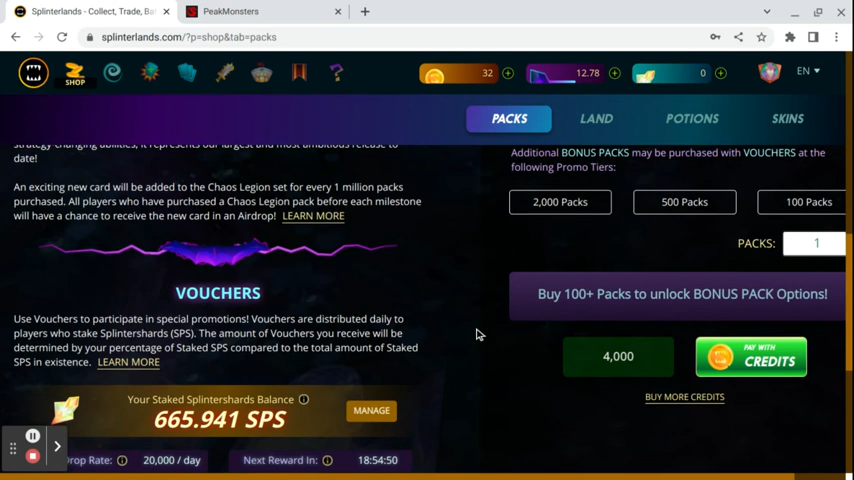 Splinterlands - Collect, Trade, Ba
PeakMonsters
splinterlands.com/?p=shop&tab=packs
SHOP
32
12.78
0
EN
PACKS
LAND
POTIONS
SKINS
strategy-changing abilities, it represents our largest and most ambitious release to
date!
An exciting new card will be added to the Chaos Legion set for every 1 million packs
purchased. All players who have purchased a Chaos Legion pack before each milestone
will have a chance to receive the new card in an Airdrop! LEARN MORE
VOUCHERS
Use Vouchers to participate in special promotions! Vouchers are distributed daily to
players who stake Splintershards (SPS). The amount of Vouchers you receive will be
determined by your percentage of Staked SPS compared to the total amount of Staked
SPS in existence. LEARN MORE
Your Staked Splintershards Balance
665.941 SPS
MANAGE
Drop Rate:
20,000 / day
Next Reward In:
18:54:50
Additional BONUS PACKS may be purchased with VOUCHERS at the
following Promo Tiers:
2,000 Packs
500 Packs
100 Packs
PACKS:
1
Buy 100+ Packs to unlock BONUS PACK Options!
4,000
PAY WITH
CREDITS
BUY MORE CREDITS